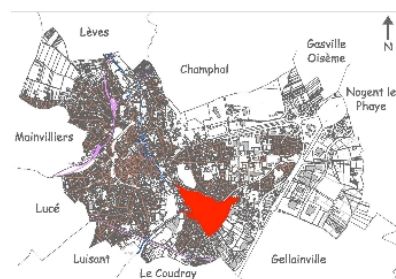 Lèves
Gasville
Oisème
N
Champhol
Nogent le
Phaye
Mainvilliers
Lucé
Luisant
Gellainville
Le Coudray